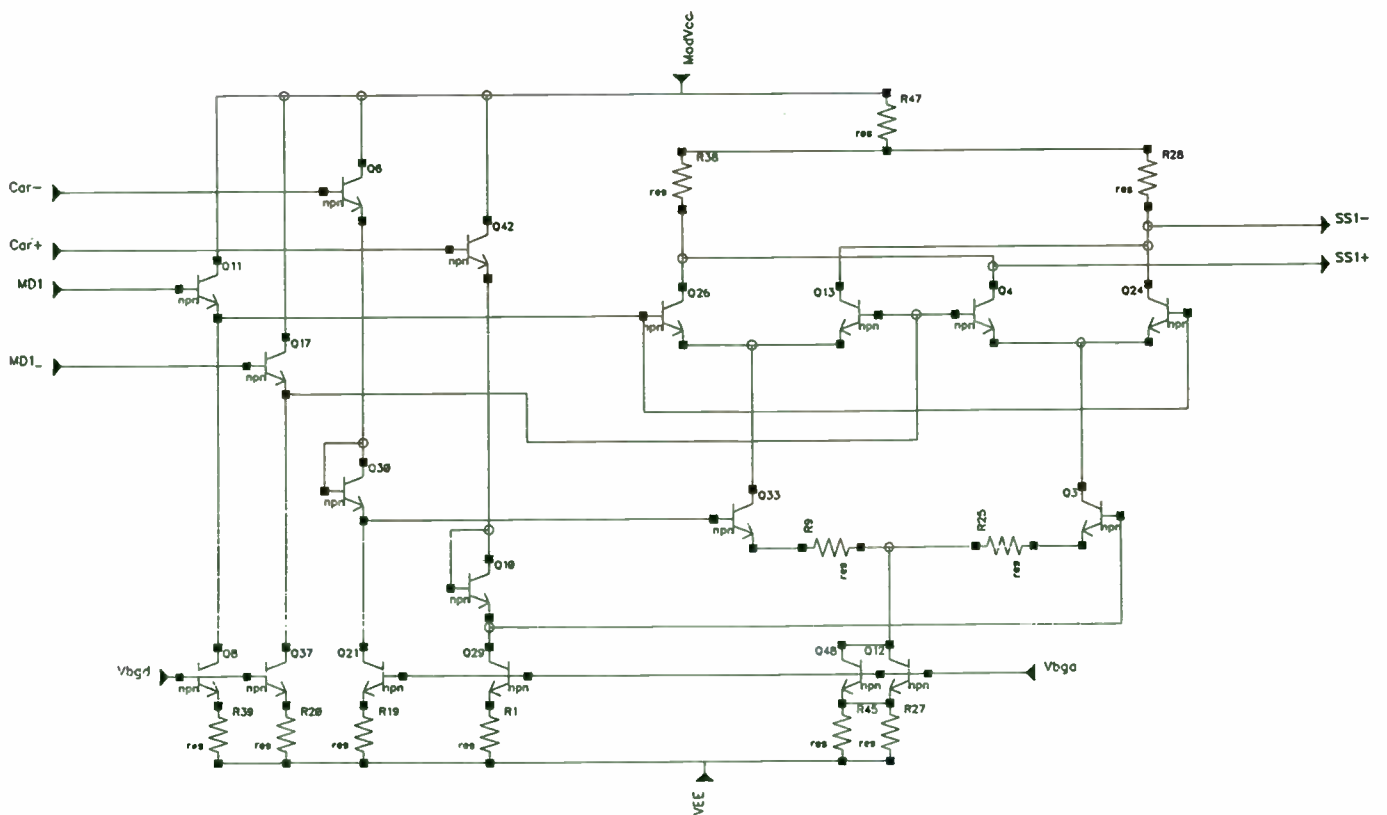 ModVcc
R47
res
R38
res
R28
res
Car-
Q6
npn
Q42
npn
Car+
SS1-
SS1+
Q11
npn
MD1
Q26
npn
Q13
npn
Q4
npn
Q24
npn
Q17
npn
MD1_
Q30
npn
Q33
npn
Q3
npn
R9
res
R25
res
Q10
npn
Vbgd
Q8
npn
Q37
npn
Q21
npn
Q29
npn
Q48
npn
Q12
npn
Vbga
R39
res
R20
res
R19
res
R1
res
R45
res
R27
res
VEE